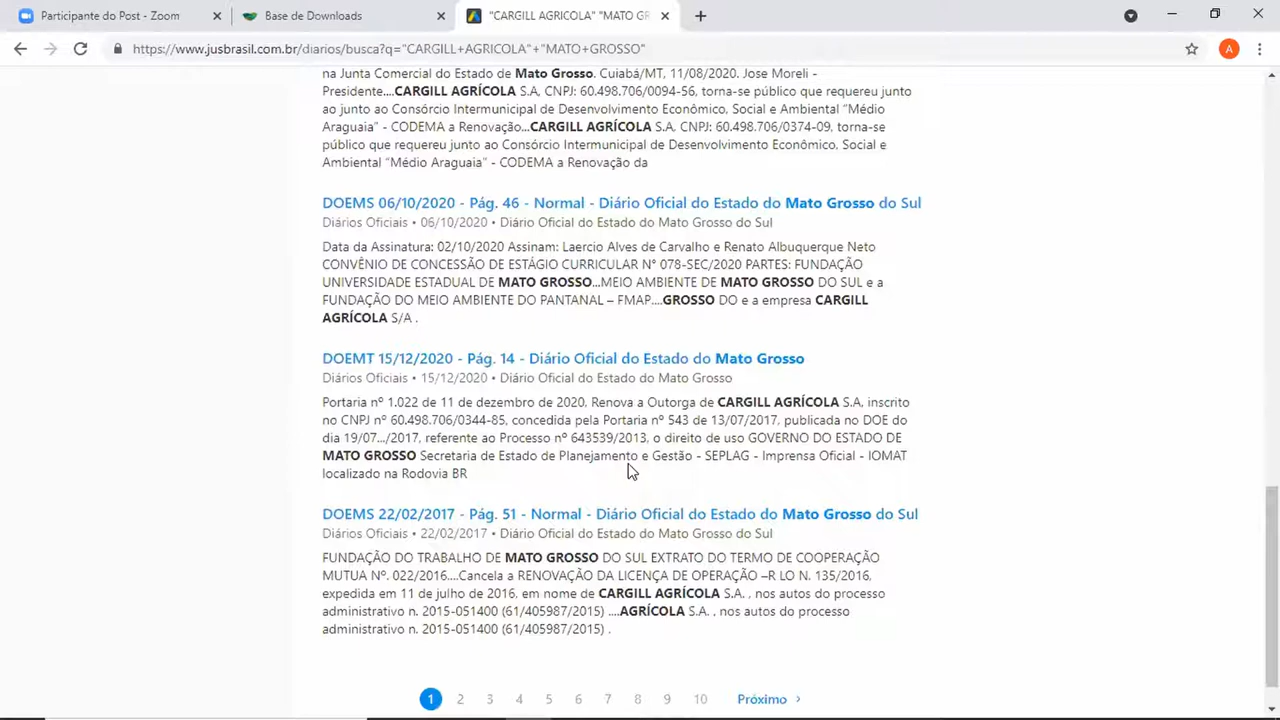 Participante do Post - Zoom
Base de Downloads
"CARGILL AGRICOLA" "MATO GR
https://www.jusbrasil.com.br/diarios/busca?q="CARGILL+AGRICOLA"+"MATO+GROSSO"
A
na Junta Comercial do Estado de Mato Grosso. Cuiabá/MT, 11/08/2020. Jose Moreli -
Presidente....CARGILL AGRÍCOLA S.A, CNPJ: 60.498.706/0094-56, torna-se público que requereu junto
ao junto ao Consórcio Intermunicipal de Desenvolvimento Econômico, Social e Ambiental “Médio
Araguaia” - CODEMA a Renovação...CARGILL AGRÍCOLA S.A, CNPJ: 60.498.706/0374-09, torna-se
público que requereu junto ao Consórcio Intermunicipal de Desenvolvimento Econômico, Social e
Ambiental “Médio Araguaia” - CODEMA a Renovação da
DOEMS 06/10/2020 - Pág. 46 - Normal - Diário Oficial do Estado do Mato Grosso do Sul
Diários Oficiais • 06/10/2020 • Diário Oficial do Estado do Mato Grosso do Sul
Data da Assinatura: 02/10/2020 Assinam: Laercio Alves de Carvalho e Renato Albuquerque Neto
CONVÊNIO DE CONCESSÃO DE ESTÁGIO CURRICULAR N° 078-SEC/2020 PARTES: FUNDAÇÃO
UNIVERSIDADE ESTADUAL DE MATO GROSSO...MEIO AMBIENTE DE MATO GROSSO DO SUL e a
FUNDAÇÃO DO MEIO AMBIENTE DO PANTANAL – FMAP....GROSSO DO e a empresa CARGILL
AGRÍCOLA S/A .
DOEMT 15/12/2020 - Pág. 14 - Diário Oficial do Estado do Mato Grosso
Diários Oficiais • 15/12/2020 • Diário Oficial do Estado do Mato Grosso
Portaria nº 1.022 de 11 de dezembro de 2020, Renova a Outorga de CARGILL AGRÍCOLA S.A, inscrito
no CNPJ nº 60.498.706/0344-85, concedida pela Portaria nº 543 de 13/07/2017, publicada no DOE do
dia 19/07.../2017, referente ao Processo nº 643539/2013, o direito de uso GOVERNO DO ESTADO DE
MATO GROSSO Secretaria de Estado de Planejamento e Gestão - SEPLAG - Imprensa Oficial - IOMAT
localizado na Rodovia BR
DOEMS 22/02/2017 - Pág. 51 - Normal - Diário Oficial do Estado do Mato Grosso do Sul
Diários Oficiais • 22/02/2017 • Diário Oficial do Estado do Mato Grosso do Sul
FUNDAÇÃO DO TRABALHO DE MATO GROSSO DO SUL EXTRATO DO TERMO DE COOPERAÇÃO
MUTUA Nº. 022/2016....Cancela a RENOVAÇÃO DA LICENÇA DE OPERAÇÃO –R LO N. 135/2016,
expedida em 11 de julho de 2016, em nome de CARGILL AGRÍCOLA S.A. , nos autos do processo
administrativo n. 2015-051400 (61/405987/2015) ....AGRÍCOLA S.A. , nos autos do processo
administrativo n. 2015-051400 (61/405987/2015) .
1 2 3 4 5 6 7 8 9 10 Próximo